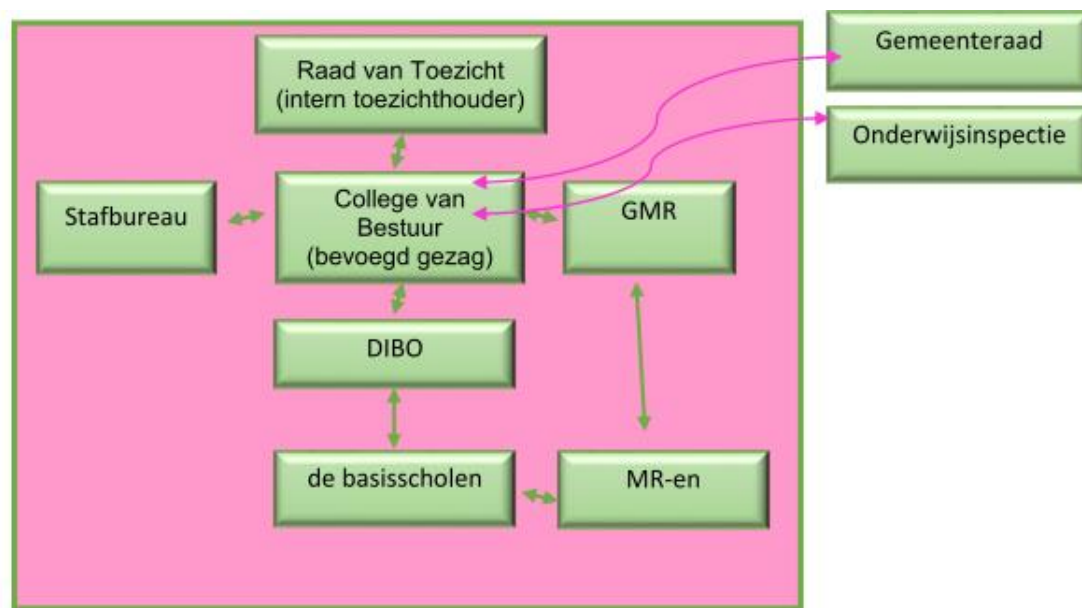 Raad van Toezicht
(intern toezichthouder)
Gemeenteraad
Onderwijsinspectie
Stafbureau
College van
Bestuur
(bevoegd gezag)
GMR
DIBO
de basisscholen
MR-en